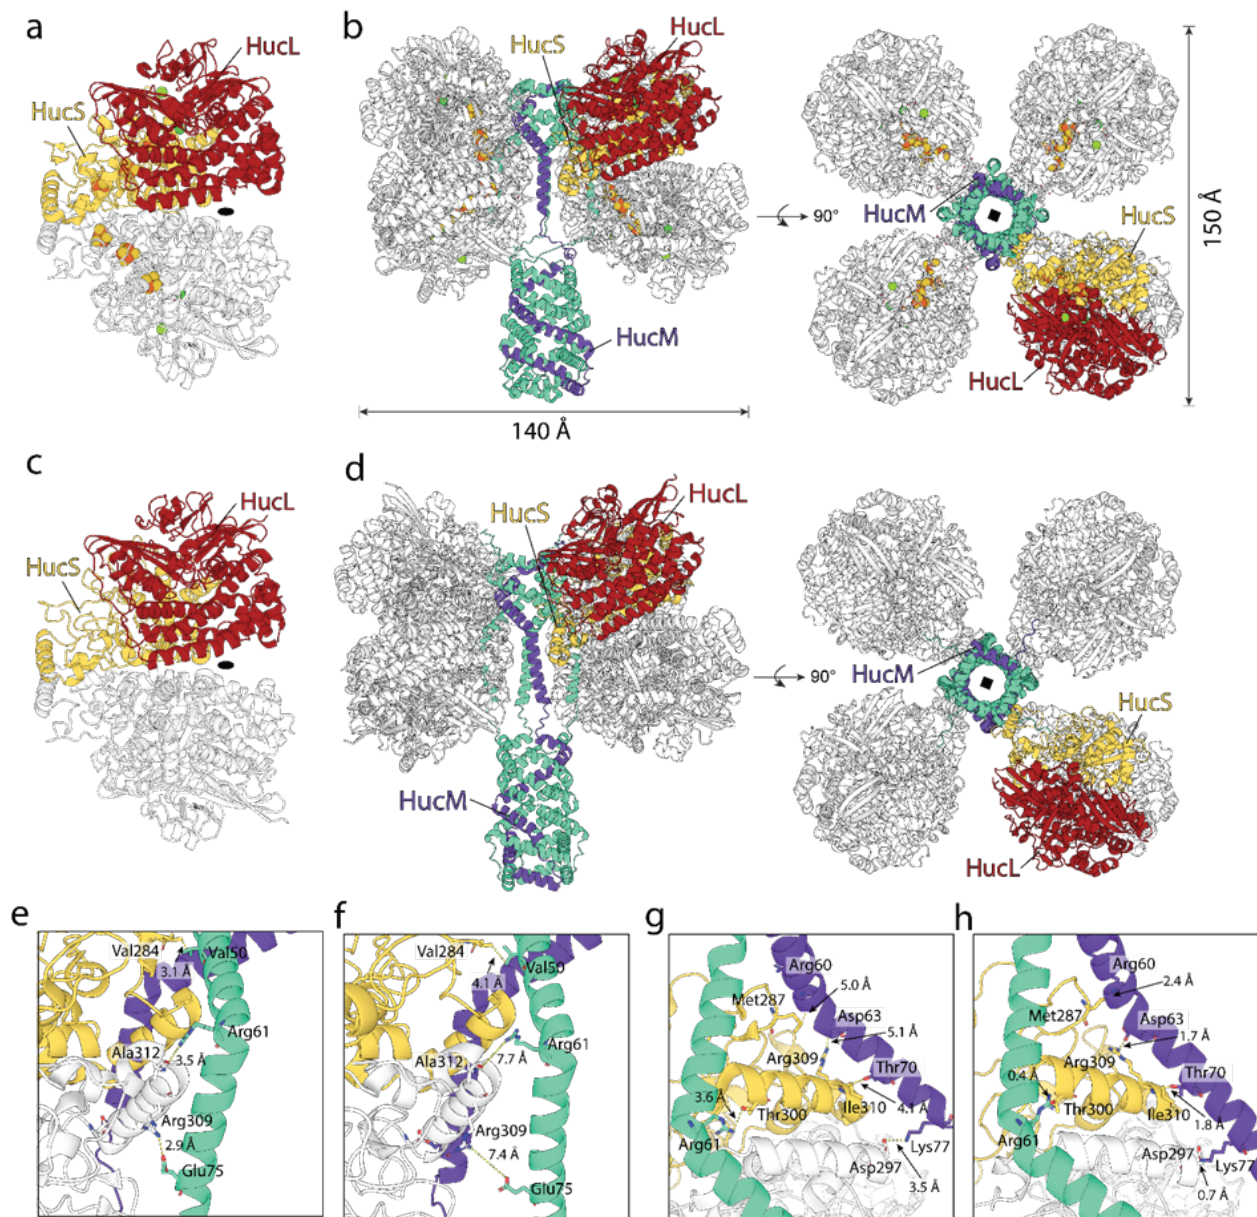 a
HucL
HucS
b
HucS
HucL
HucM
140 Å
90°
HucM
HucS
HucL
150 Å
c
HucL
HucS
d
HucS
HucL
HucM
90°
HucM
HucS
HucL
e
Val284
Val50
3.1 Å
Arg61
Ala312
3.5 Å
Arg309
2.9 Å
Glu75
f
Val284
Val50
4.1 Å
Arg61
Ala312
7.7 Å
Arg309
7.4 Å
Glu75
g
Arg60
Met287
5.0 Å
Asp63
5.1 Å
Arg309
Thr70
3.6 Å
Thr300
Ile310
4.1 Å
Arg61
Lys77
Asp297
3.5 Å
h
Arg60
2.4 Å
Met287
Asp63
1.7 Å
Arg309
Thr70
0.4 Å
Thr300
Ile310
1.8 Å
Arg61
Asp297
Lys77
0.7 Å